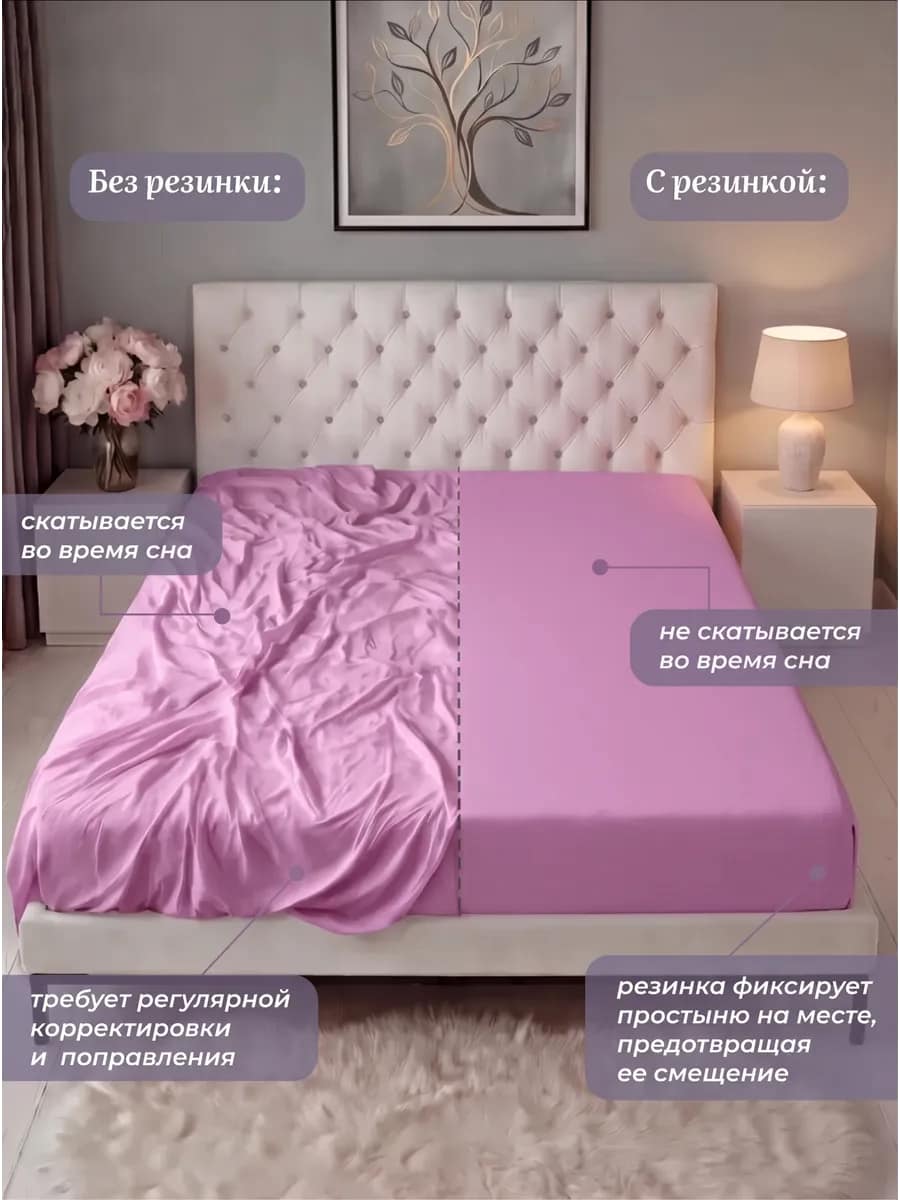 Без резинки:
С резинкой:
скатывается
во время сна
не скатывается
во время сна
требует регулярной
корректировки
и поправления
резинка фиксирует
простыню на месте,
предотвращая
ее смещение